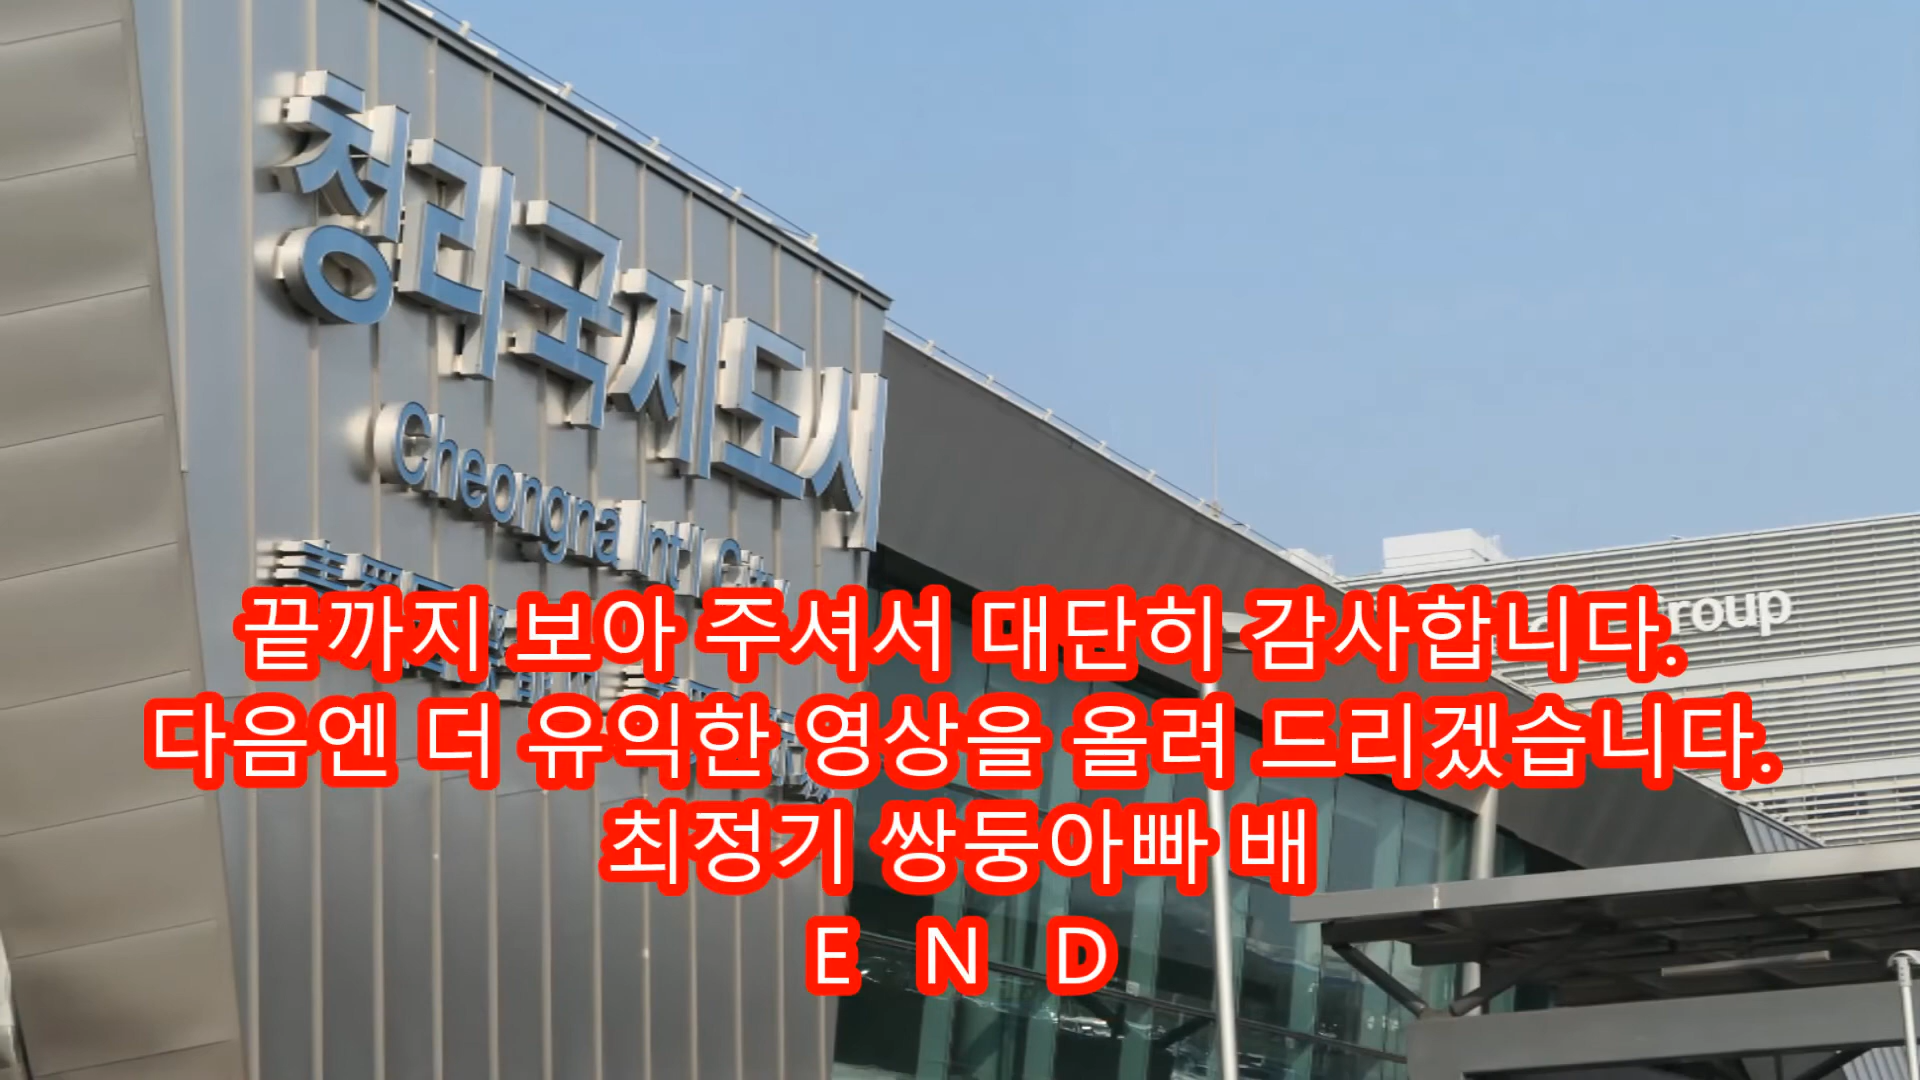 청라국제도시
Cheongna Int'l City
roup
끝까지 보아 주셔서 대단히 감사합니다.
다음엔 더 유익한 영상을 올려 드리겠습니다.
최정기 쌍둥아빠 배
E N D